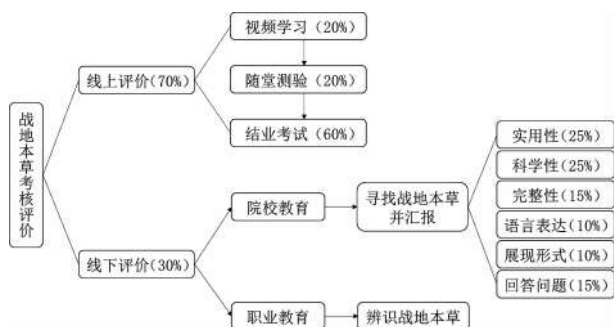 战地本草考核评价
线上评价(70%)
视频学习(20%)
随堂测验(20%)
结业考试(60%)
线下评价(30%)
院校教育
寻找战地本草
并汇报
实用性(25%)
科学性(25%)
完整性(15%)
语言表达(10%)
展现形式(10%)
回答问题(15%)
职业教育
辨识战地本草